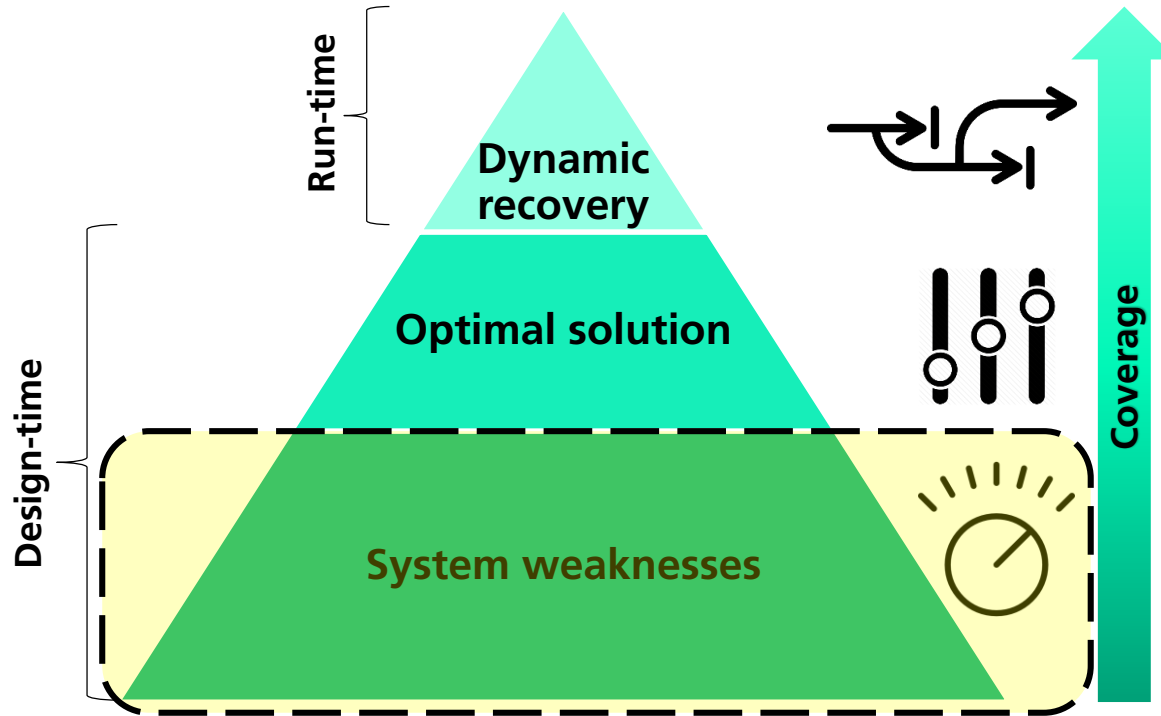 Run-time
Dynamic
recovery
Optimal solution
Coverage
Design-time
System weaknesses